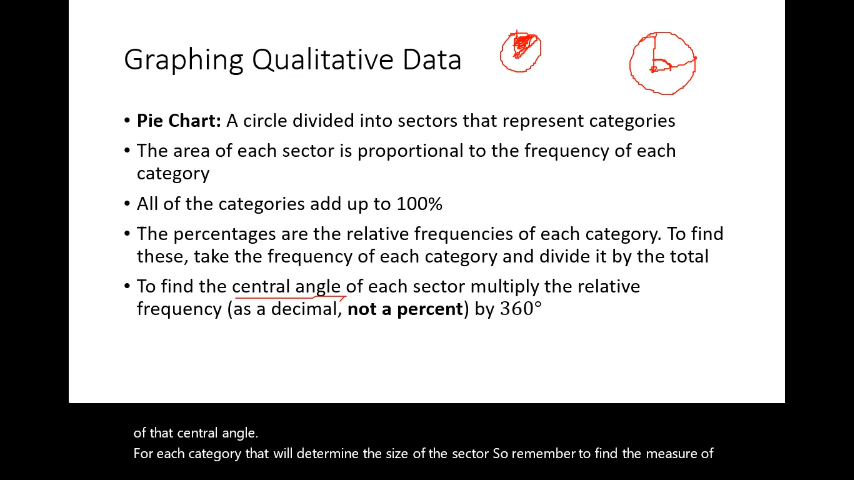 Graphing Qualitative Data
• Pie Chart: A circle divided into sectors that represent categories
• The area of each sector is proportional to the frequency of each
category
• All of the categories add up to 100%
• The percentages are the relative frequencies of each category. To find
these, take the frequency of each category and divide it by the total
• To find the central angle of each sector multiply the relative
frequency (as a decimal, not a percent) by 360°
of that central angle.
For each category that will determine the size of the sector So remember to find the measure of